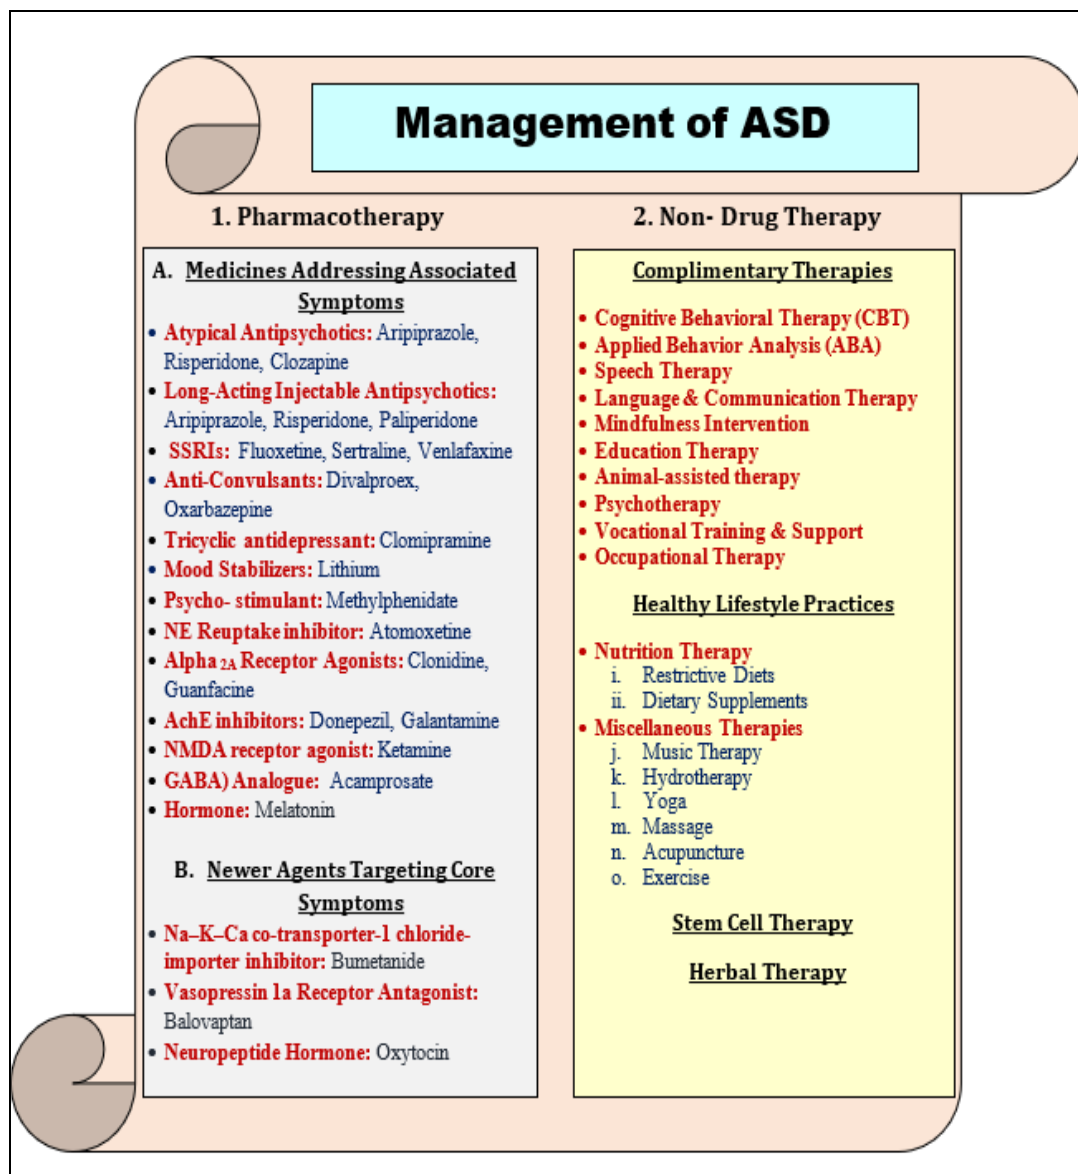 Management of ASD
1. Pharmacotherapy
A. Medicines Addressing Associated
Symptoms
• Atypical Antipsychotics: Aripiprazole,
Risperidone, Clozapine
• Long-Acting Injectable Antipsychotics:
Aripiprazole, Risperidone, Paliperidone
• SSRIs: Fluoxetine, Sertraline, Venlafaxine
• Anti-Convulsants: Divalproex,
Oxarbazepine
• Tricyclic antidepressant: Clomipramine
• Mood Stabilizers: Lithium
• Psycho- stimulant: Methylphenidate
• NE Reuptake inhibitor: Atomoxetine
• Alpha 2A Receptor Agonists: Clonidine,
Guanfacine
• AchE inhibitors: Donepezil, Galantamine
• NMDA receptor agonist: Ketamine
• GABA) Analogue: Acamprosate
• Hormone: Melatonin
B. Newer Agents Targeting Core
Symptoms
• Na–K–Ca co-transporter-1 chloride-
importer inhibitor: Bumetanide
• Vasopressin 1a Receptor Antagonist:
Balovaptan
• Neuropeptide Hormone: Oxytocin
2. Non- Drug Therapy
Complimentary Therapies
• Cognitive Behavioral Therapy (CBT)
• Applied Behavior Analysis (ABA)
• Speech Therapy
• Language & Communication Therapy
• Mindfulness Intervention
• Education Therapy
• Animal-assisted therapy
• Psychotherapy
• Vocational Training & Support
• Occupational Therapy
Healthy Lifestyle Practices
• Nutrition Therapy
i. Restrictive Diets
ii. Dietary Supplements
• Miscellaneous Therapies
j. Music Therapy
k. Hydrotherapy
l. Yoga
m. Massage
n. Acupuncture
o. Exercise
Stem Cell Therapy
Herbal Therapy